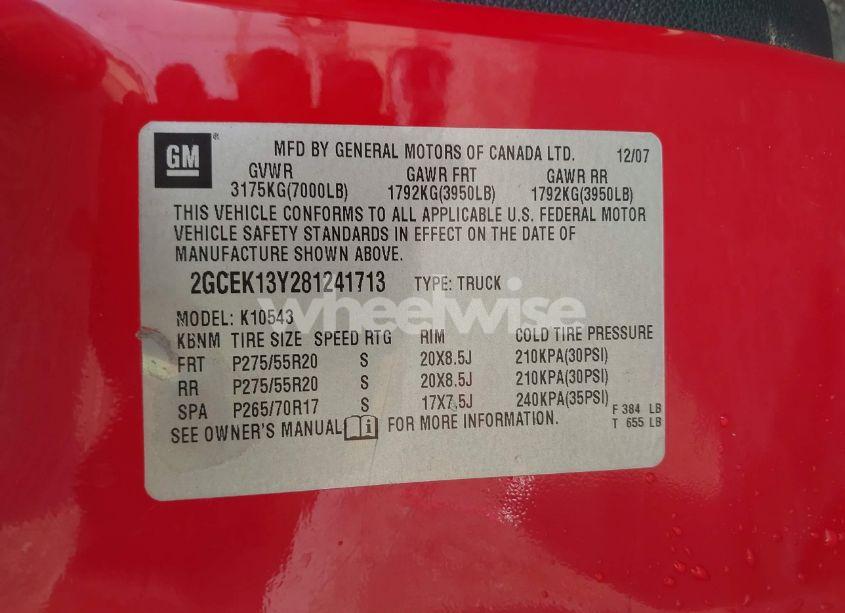 GM®
MFD BY GENERAL MOTORS OF CANADA LTD. 12/07
GVWR GAWR FRT GAWR RR
3175KG(7000LB) 1792KG(3950LB) 1792KG(3950LB)
THIS VEHICLE CONFORMS TO ALL APPLICABLE U.S. FEDERAL MOTOR
VEHICLE SAFETY STANDARDS IN EFFECT ON THE DATE OF
MANUFACTURE SHOWN ABOVE.
2GCEK13Y281241713 TYPE: TRUCK
wheelwise
MODEL: K10543
KBNM TIRE SIZE SPEED RTG RIM COLD TIRE PRESSURE
FRT P275/55R20 S 20X8.5J 210KPA(30PSI)
RR P275/55R20 S 20X8.5J 210KPA(30PSI)
SPA P265/70R17 S 17X7.5J 240KPA(35PSI) F 384 LB
T 655 LB
SEE OWNER'S MANUAL i FOR MORE INFORMATION.